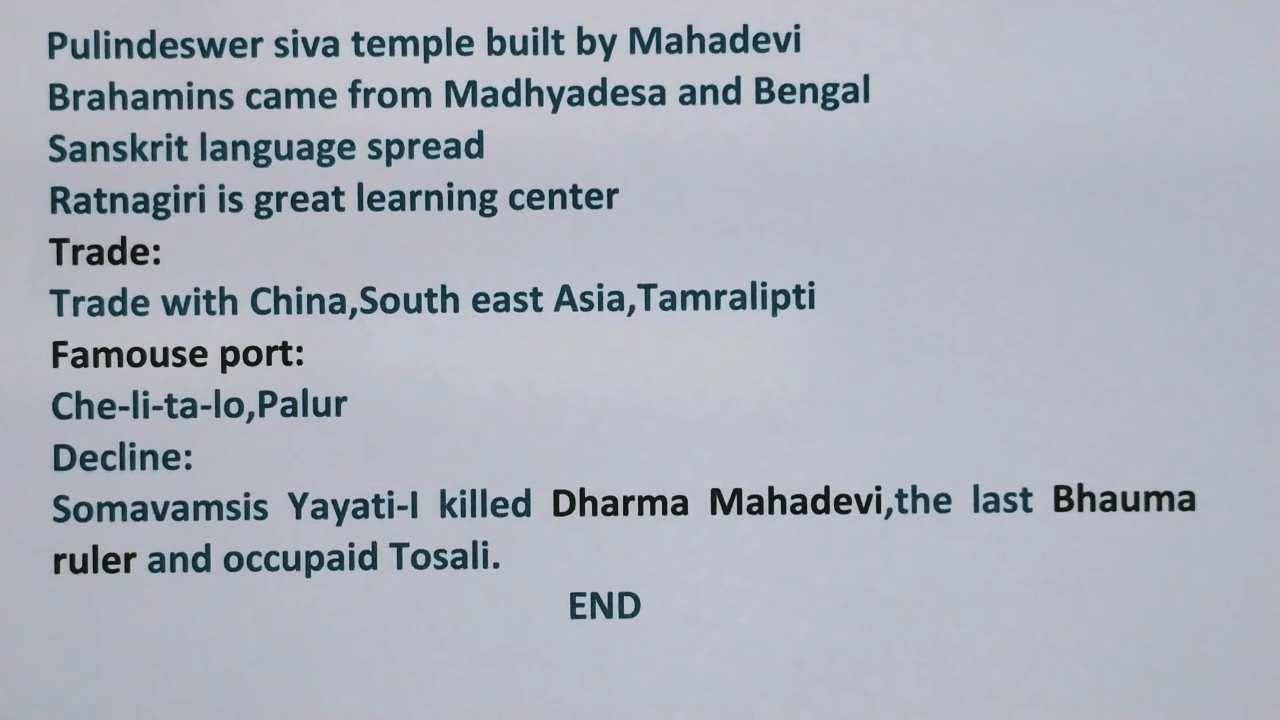 Pulindeswer siva temple built by Mahadevi
Brahamins came from Madhyadesa and Bengal
Sanskrit language spread
Ratnagiri is great learning center
Trade:
Trade with China,South east Asia,Tamralipti
Famouse port:
Che-li-ta-lo,Palur
Decline:
Somavamsis Yayati-I killed Dharma Mahadevi,the last Bhauma
ruler and occupaid Tosali.
END